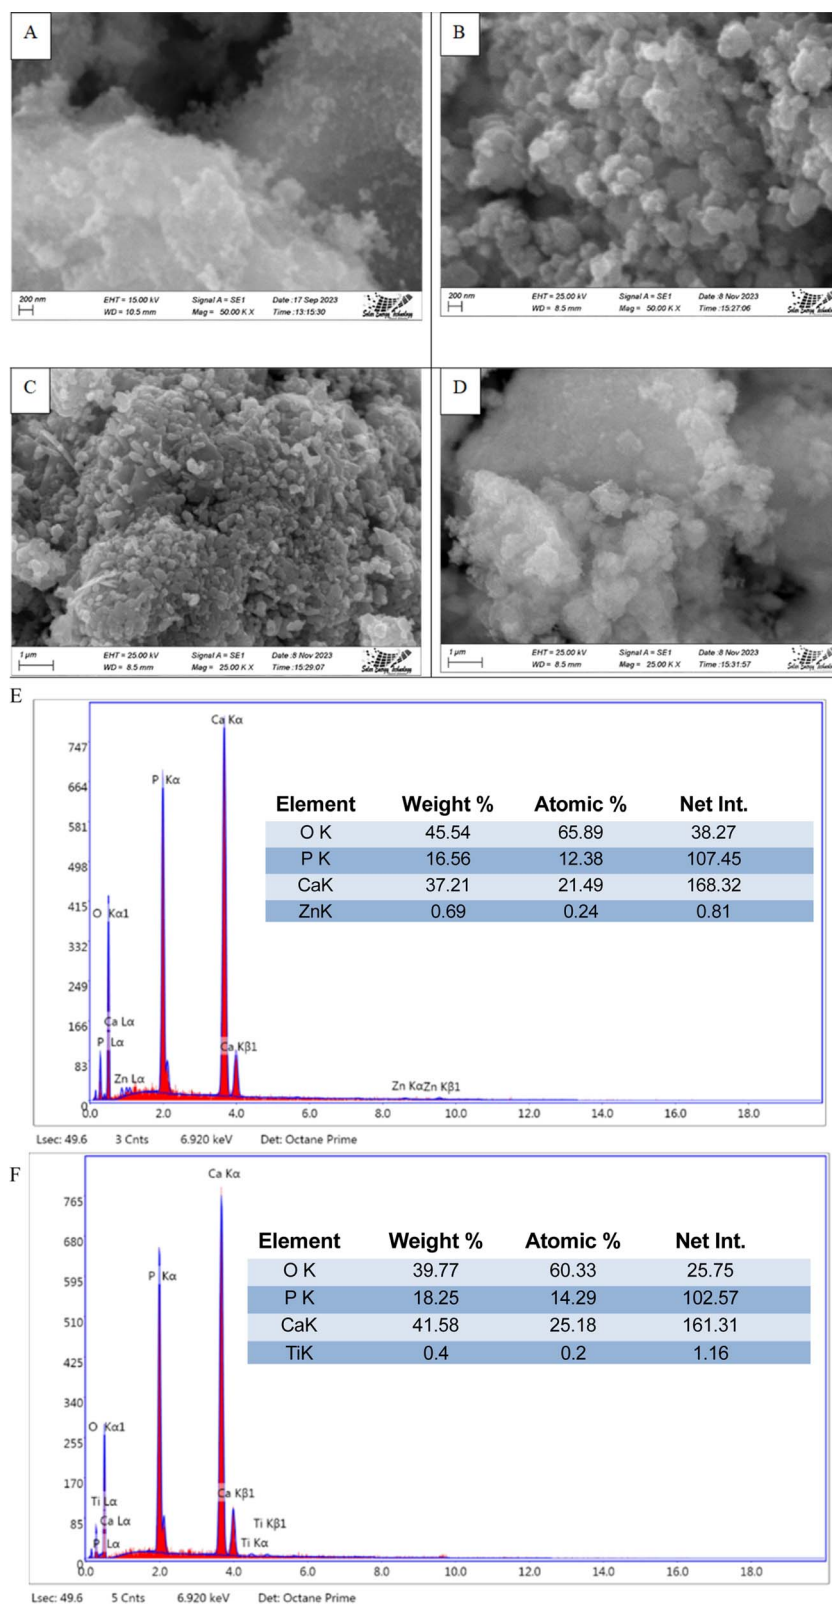 A
200 nm EHT = 15.00 kV Signal A = SE1 Date :17 Sep 2023
WD = 10.5 mm Mag = 50.00 K X Time :13:15:30
Solar Energy Technology
B
200 nm EHT = 25.00 kV Signal A = SE1 Date :8 Nov 2023
WD = 8.5 mm Mag = 50.00 K X Time :15:27:06
Solar Energy Technology
C
1 µm EHT = 25.00 kV Signal A = SE1 Date :8 Nov 2023
WD = 8.5 mm Mag = 25.00 K X Time :15:29:07
Solar Energy Technology
D
1 µm EHT = 25.00 kV Signal A = SE1 Date :8 Nov 2023
WD = 8.5 mm Mag = 25.00 K X Time :15:31:57
Solar Energy Technology
E
Ca Kα
747
P Kα
664
Element Weight % Atomic % Net Int.
581
O K 45.54 65.89 38.27
P K 16.56 12.38 107.45
498
CaK 37.21 21.49 168.32
415
ZnK 0.69 0.24 0.81
O Kα1
332
249
166
Ca Lα
P Lα
Ca Kβ1
83
Zn Lα
Zn Kα Zn Kβ1
0
0.0 2.0 4.0 6.0 8.0 10.0 12.0 14.0 16.0 18.0
Lsec: 49.6 3 Cnts 6.920 keV Det: Octane Prime
F
Ca Kα
765
680
Element Weight % Atomic % Net Int.
P Kα
595
O K 39.77 60.33 25.75
P K 18.25 14.29 102.57
510
CaK 41.58 25.18 161.31
TiK 0.4 0.2 1.16
425
340
O Kα1
255
170
Ca Kβ1
Ti Lα
85
Ca Lα
Ti Kβ1
P Lα
Ti Kα
0
0.0 2.0 4.0 6.0 8.0 10.0 12.0 14.0 16.0 18.0
Lsec: 49.6 5 Cnts 6.920 keV Det: Octane Prime